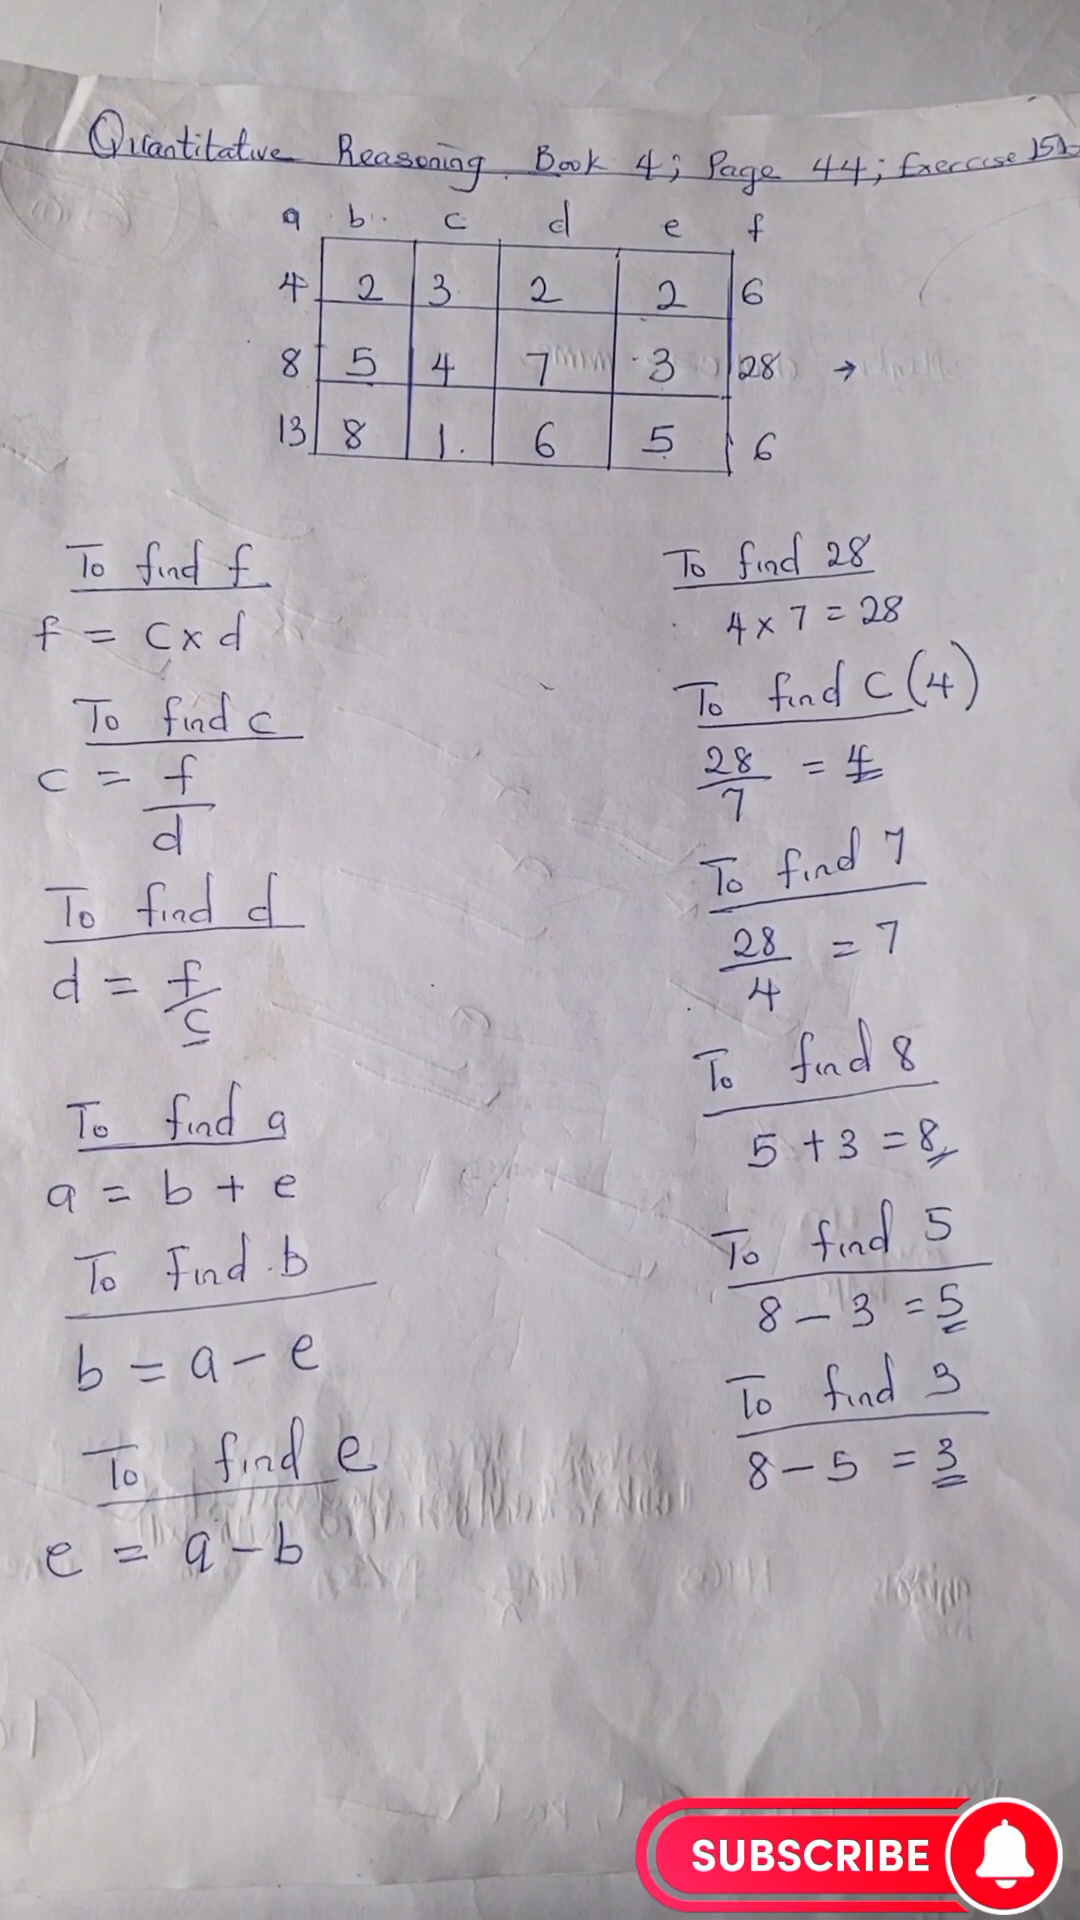 Quantitative Reasoning. Book 4; Page 44; Exercise 15b
a b c d e f
4 2 3 2 2 6
8 5 4 7 3 28 →
13 8 1 6 5 6
To find f
f = c x d
To find c
c = f/d
To find d
d = f/c
To find a
a = b + e
To Find b
b = a - e
To find e
e = a - b
To find 28
4 x 7 = 28
To find C (4)
28/7 = 4
To find 7
28/4 = 7
To find 8
5 + 3 = 8
To find 5
8 - 3 = 5
To find 3
8 - 5 = 3
SUBSCRIBE